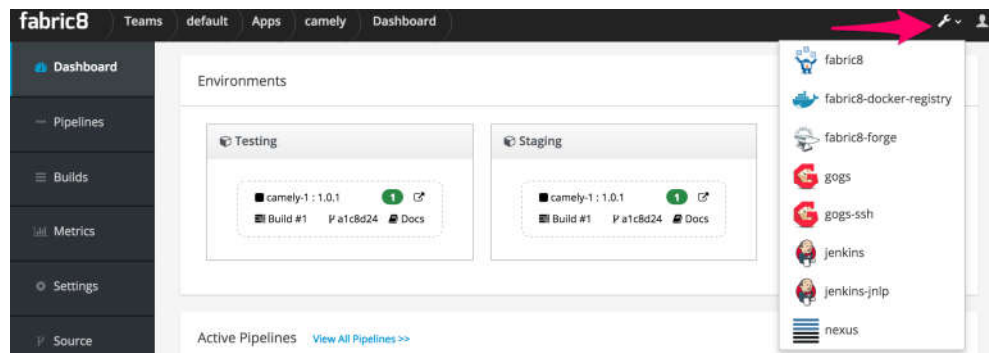 fabric8 Teams default Apps camely Dashboard
Dashboard
Pipelines
Builds
Metrics
Settings
Source
Environments
Testing
camely-1 : 1.0.1 1
Build #1 a1c8d24 Docs
Staging
camely-1 : 1.0.1 1
Build #1 a1c8d24 Docs
Active Pipelines View All Pipelines >>
fabric8
fabric8-docker-registry
fabric8-forge
gogs
gogs-ssh
jenkins
jenkins-jnlp
nexus